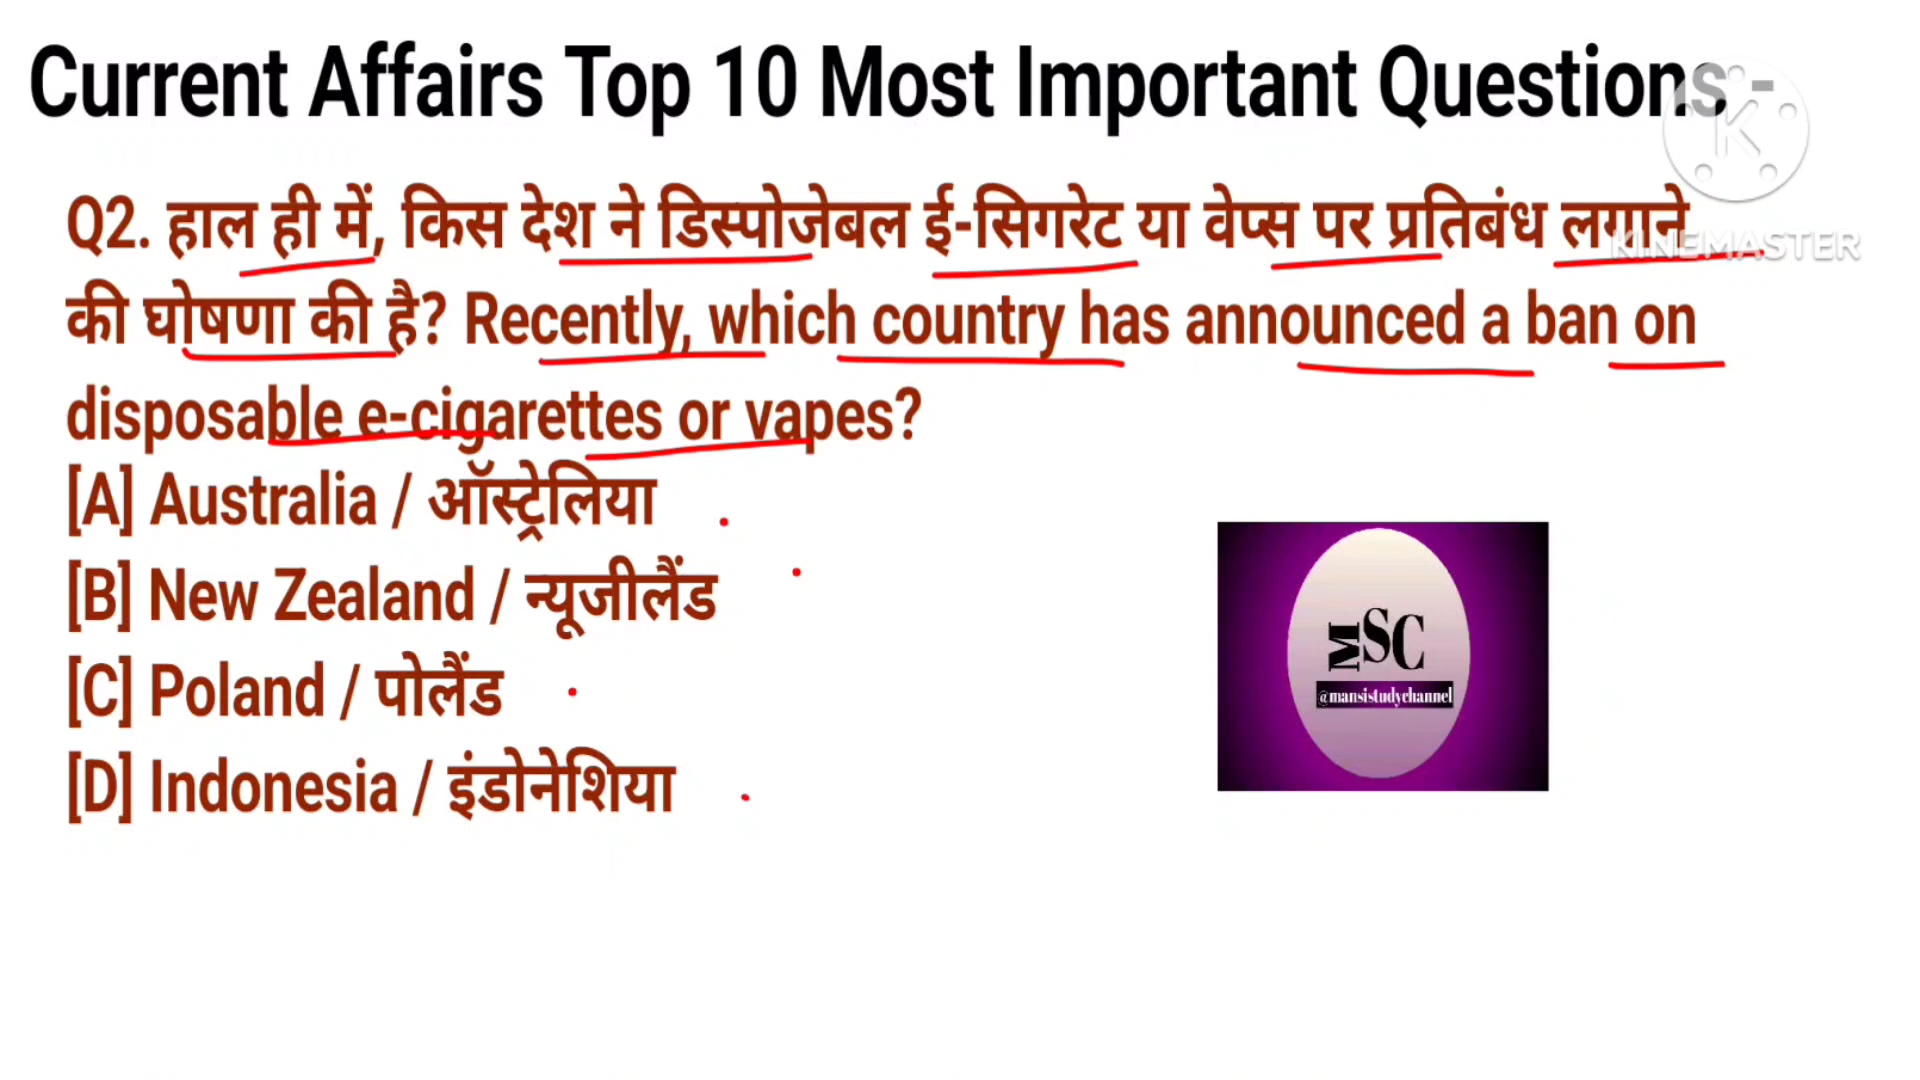 Current Affairs Top 10 Most Important Questions -
Q2. हाल ही में, किस देश ने डिस्पोजेबल ई-सिगरेट या वेप्स पर प्रतिबंध लगाने
की घोषणा की है? Recently, which country has announced a ban on
disposable e-cigarettes or vapes?
[A] Australia / ऑस्ट्रेलिया
[B] New Zealand / न्यूजीलैंड
[C] Poland / पोलैंड
[D] Indonesia / इंडोनेशिया
K
KINEMASTER
MSC
@mansistudychannel